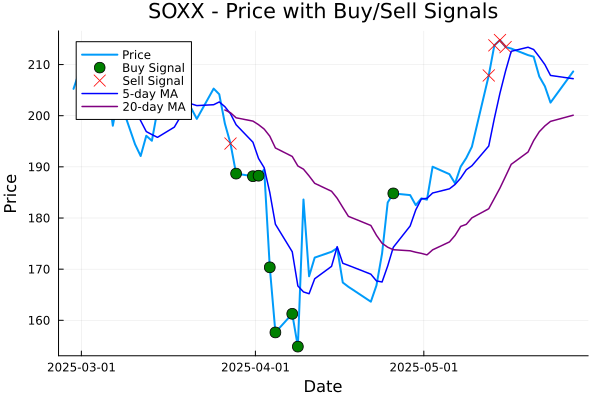 SOXX - Price with Buy/Sell Signals
Price
Buy Signal
Sell Signal
5-day MA
20-day MA
210
200
190
180
170
160
Price
2025-03-01
2025-04-01
2025-05-01
Date